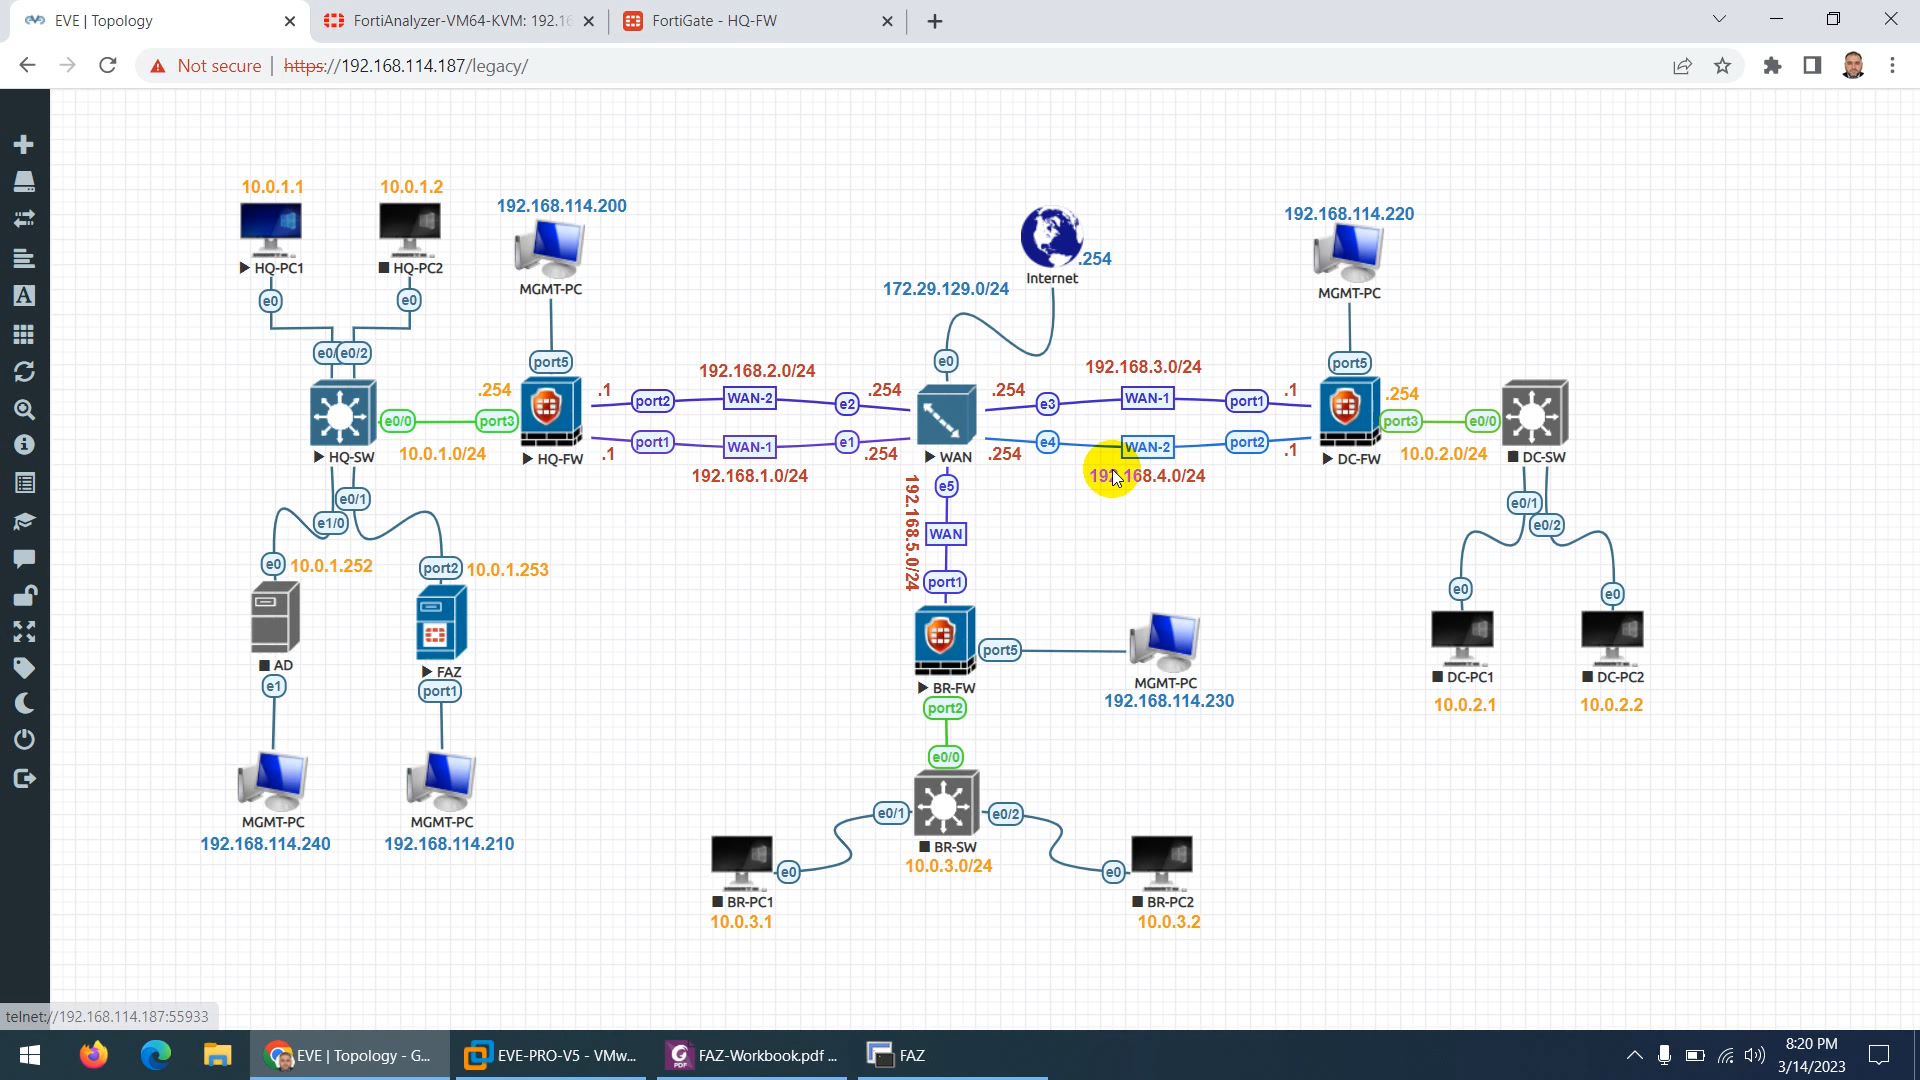 EVE | Topology
FortiAnalyzer-VM64-KVM: 192.16
FortiGate - HQ-FW
Not secure | https://192.168.114.187/legacy/
10.0.1.1
10.0.1.2
192.168.114.200
192.168.114.220
.254
HQ-PC1
HQ-PC2
Internet
MGMT-PC
172.29.129.0/24
MGMT-PC
e0
e0
e0/
e0/2
port5
e0
port5
192.168.2.0/24
192.168.3.0/24
.254
.1
port2
WAN-2
e2
.254
.254
e3
WAN-1
port1
.1
.254
e0/0
port3
port3
e0/0
HQ-SW
10.0.1.0/24
HQ-FW
.1
port1
WAN-1
e1
.254
WAN
.254
e4
WAN-2
port2
.1
DC-FW
10.0.2.0/24
DC-SW
192.168.1.0/24
192.168.4.0/24
e0/1
e1/0
e5
192.168.5.0/24
e0/1
e0/2
WAN
e0
10.0.1.252
port2
10.0.1.253
port1
e0
e0
AD
FAZ
port5
BR-FW
MGMT-PC
192.168.114.230
DC-PC1
DC-PC2
10.0.2.1
10.0.2.2
e1
port1
port2
e0/0
MGMT-PC
MGMT-PC
192.168.114.240
192.168.114.210
e0/1
e0/2
BR-SW
10.0.3.0/24
e0
e0
BR-PC1
BR-PC2
10.0.3.1
10.0.3.2
telnet://192.168.114.187:55933
EVE | Topology - G...
EVE-PRO-V5 - VMw...
FAZ-Workbook.pdf ...
FAZ
8:20 PM
3/14/2023